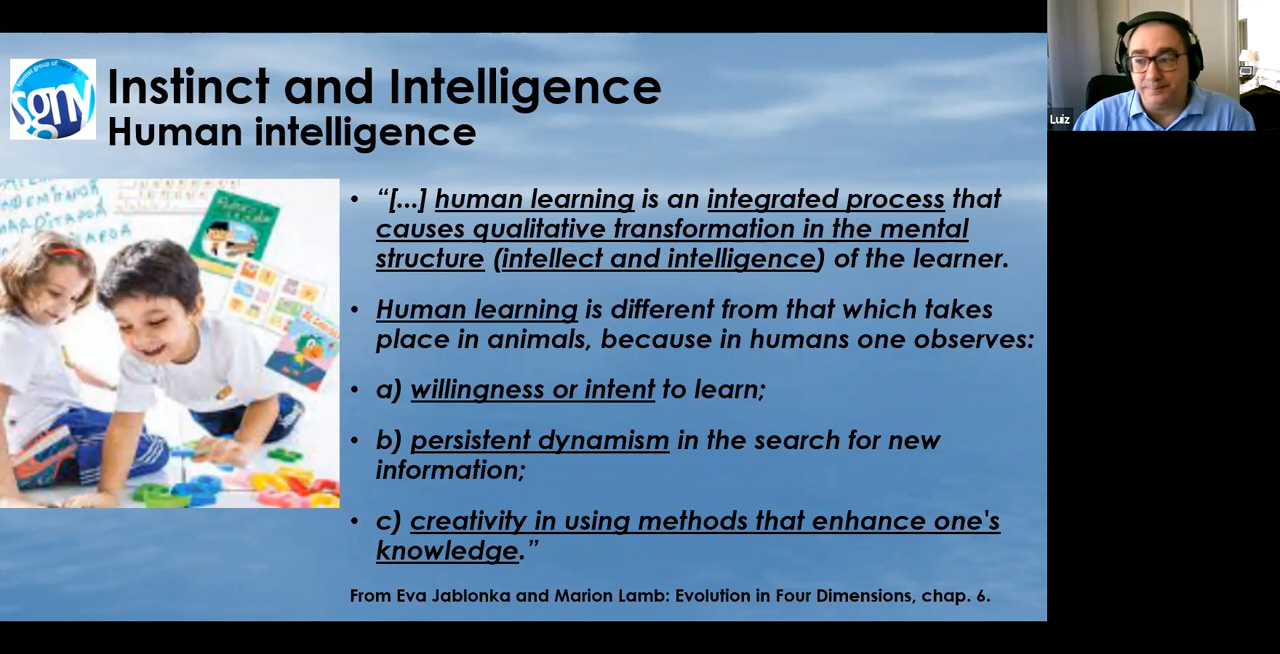 Instinct and Intelligence
Human intelligence
sgny
• “[...] human learning is an integrated process that
causes qualitative transformation in the mental
structure (intellect and intelligence) of the learner.
• Human learning is different from that which takes
place in animals, because in humans one observes:
• a) willingness or intent to learn;
• b) persistent dynamism in the search for new
information;
• c) creativity in using methods that enhance one's
knowledge.”
From Eva Jablonka and Marion Lamb: Evolution in Four Dimensions, chap. 6.
Luiz